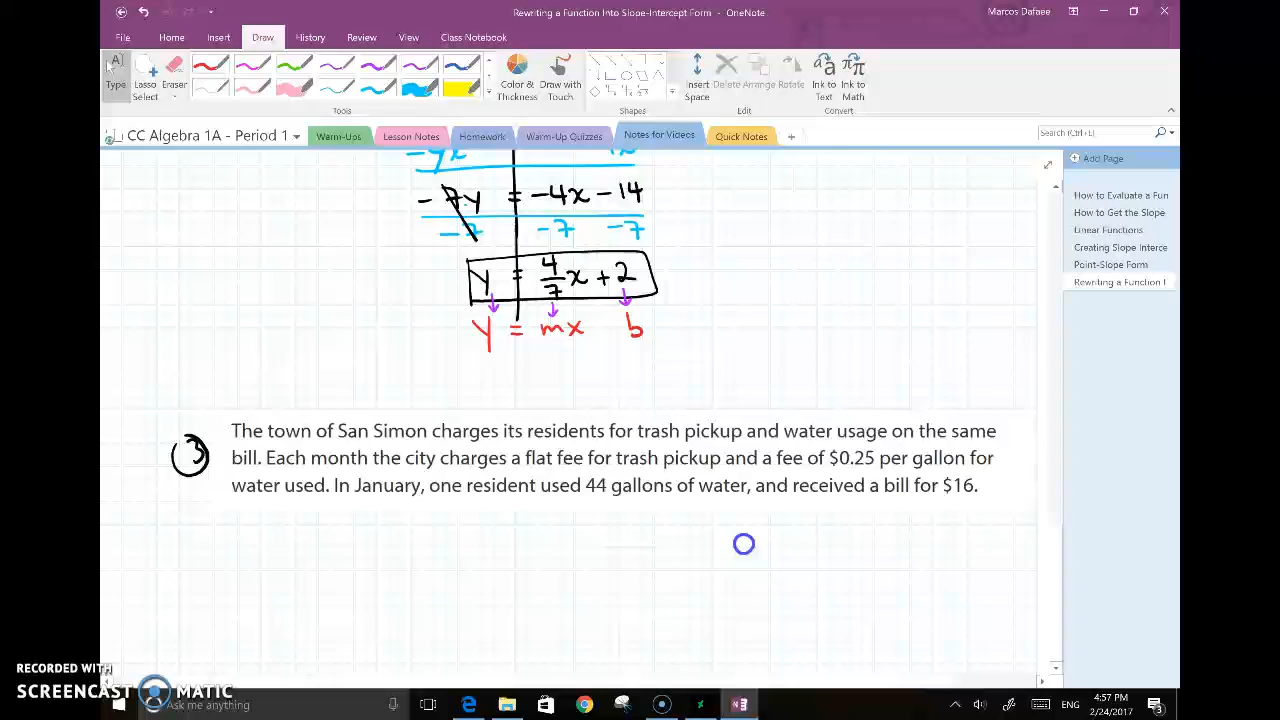 Rewriting a Function Into Slope-Intercept Form - OneNote
Marcos Dafaee
File Home Insert Draw History Review View Class Notebook
Type
Lasso Select
Eraser
Color & Thickness
Draw with Touch
Insert Space
Delete Arrange Rotate
Ink to Text
Ink to Math
Tools Shapes Edit Convert
CC Algebra 1A - Period 1
Warm-Ups Lesson Notes Homework Warm-Up Quizzes Notes for Videos Quick Notes
Search (Ctrl+E)
Add Page
How to Evaluate a Fun
How to Get the Slope
Linear Functions
Creating Slope Interce
Point-Slope Form
Rewriting a Function I
- 7y = -4x - 14
-7 -7 -7
y = 4/7 x + 2
y = mx b
3
The town of San Simon charges its residents for trash pickup and water usage on the same
bill. Each month the city charges a flat fee for trash pickup and a fee of $0.25 per gallon for
water used. In January, one resident used 44 gallons of water, and received a bill for $16.
RECORDED WITH
SCREENCAST MATIC
Ask me anything
ENG
4:57 PM
2/24/2017
3